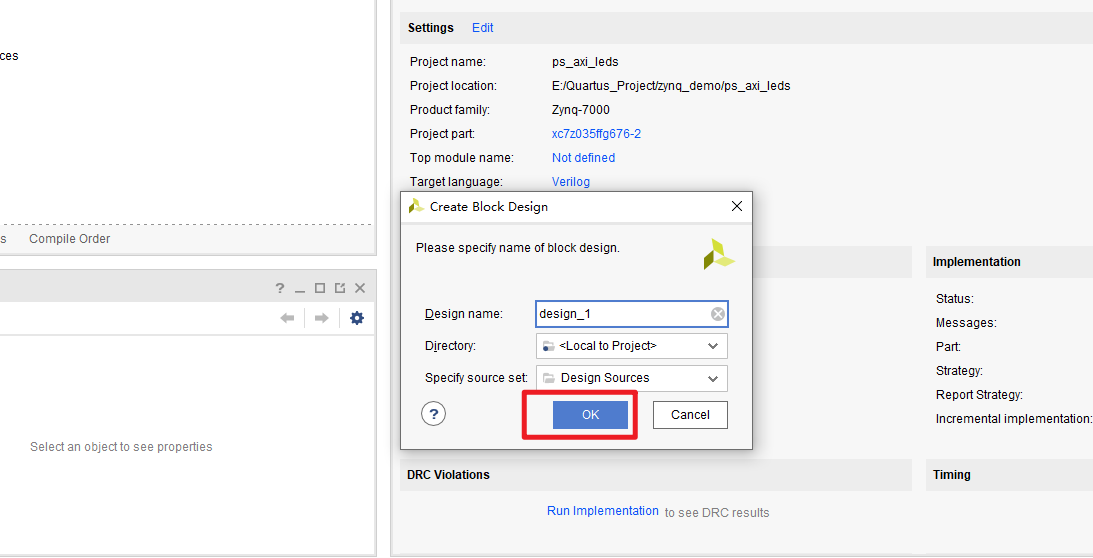 Settings Edit
ces
Project name: ps_axi_leds
Project location: E:/Quartus_Project/zynq_demo/ps_axi_leds
Product family: Zynq-7000
Project part: xc7z035ffg676-2
Top module name: Not defined
Target language: Verilog
s Compile Order
Create Block Design
Please specify name of block design.
Design name: design_1
Directory: <Local to Project>
Specify source set: Design Sources
? OK Cancel
Implementation
Status:
Messages:
Part:
Strategy:
Report Strategy:
Incremental implementation:
Select an object to see properties
DRC Violations
Run Implementation to see DRC results
Timing